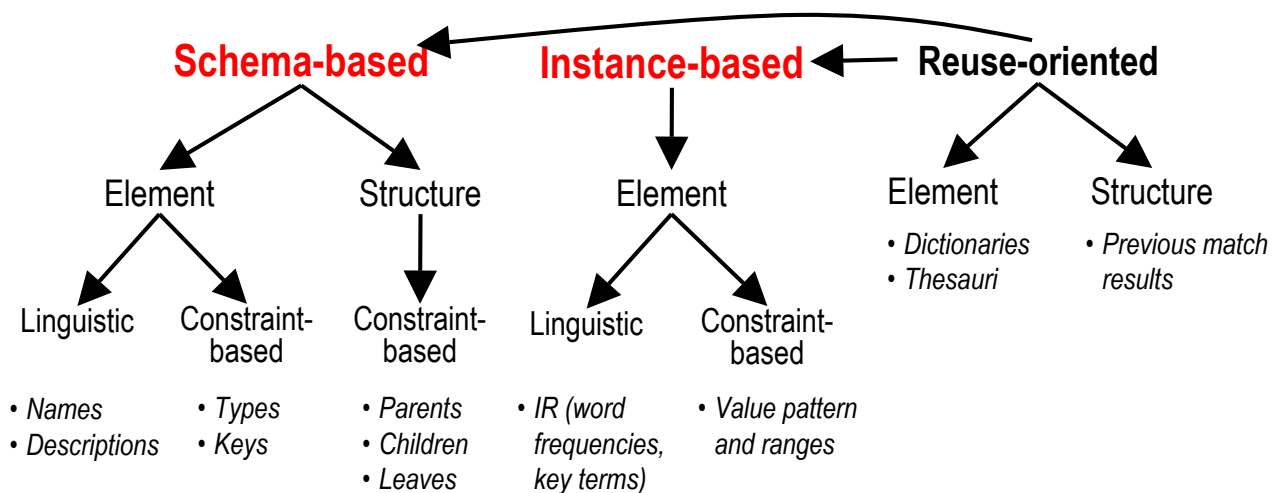 Schema-based
Instance-based
Reuse-oriented
Element
Structure
Element
Element
Structure
• Dictionaries
• Thesauri
• Previous match
results
Linguistic
Constraint-
based
Constraint-
based
Linguistic
Constraint-
based
• Names
• Descriptions
• Types
• Keys
• Parents
• Children
• Leaves
• IR (word
frequencies,
key terms)
• Value pattern
and ranges